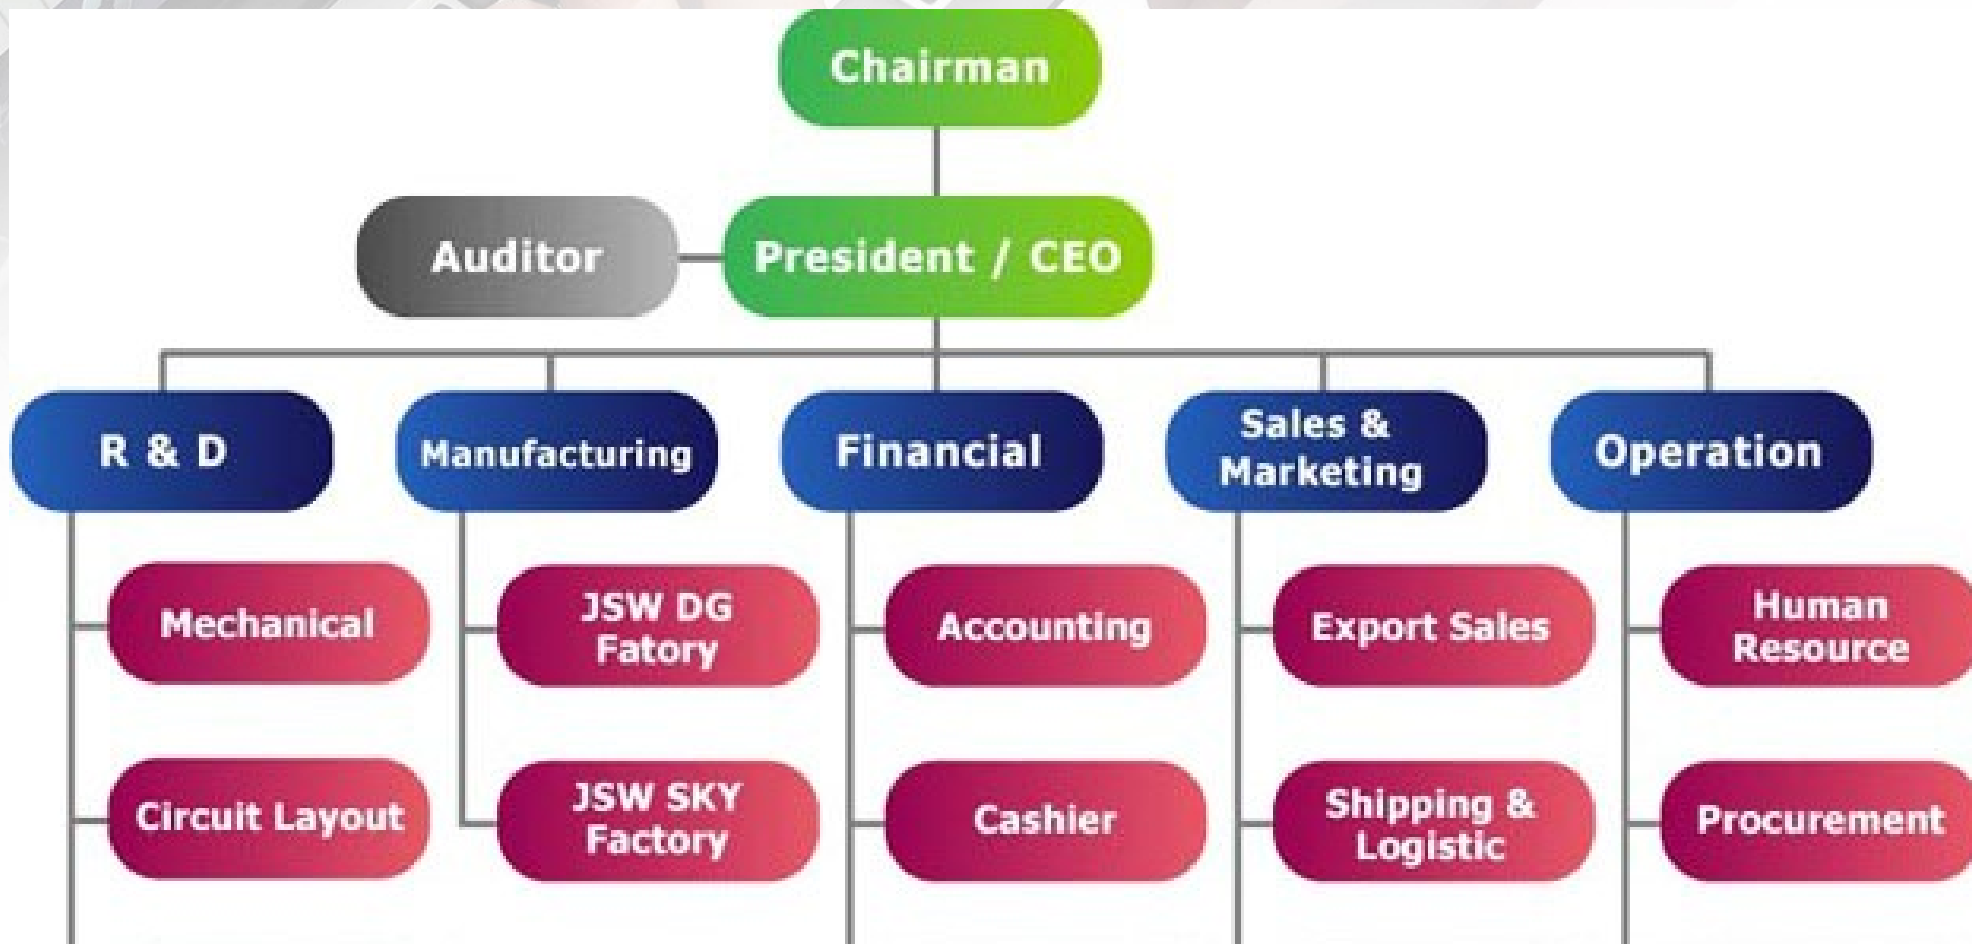 Chairman
Auditor
President / CEO
R & D
Manufacturing
Financial
Sales &
Marketing
Operation
Mechanical
JSW DG
Fatory
Accounting
Export Sales
Human
Resource
Circuit Layout
JSW SKY
Factory
Cashier
Shipping &
Logistic
Procurement